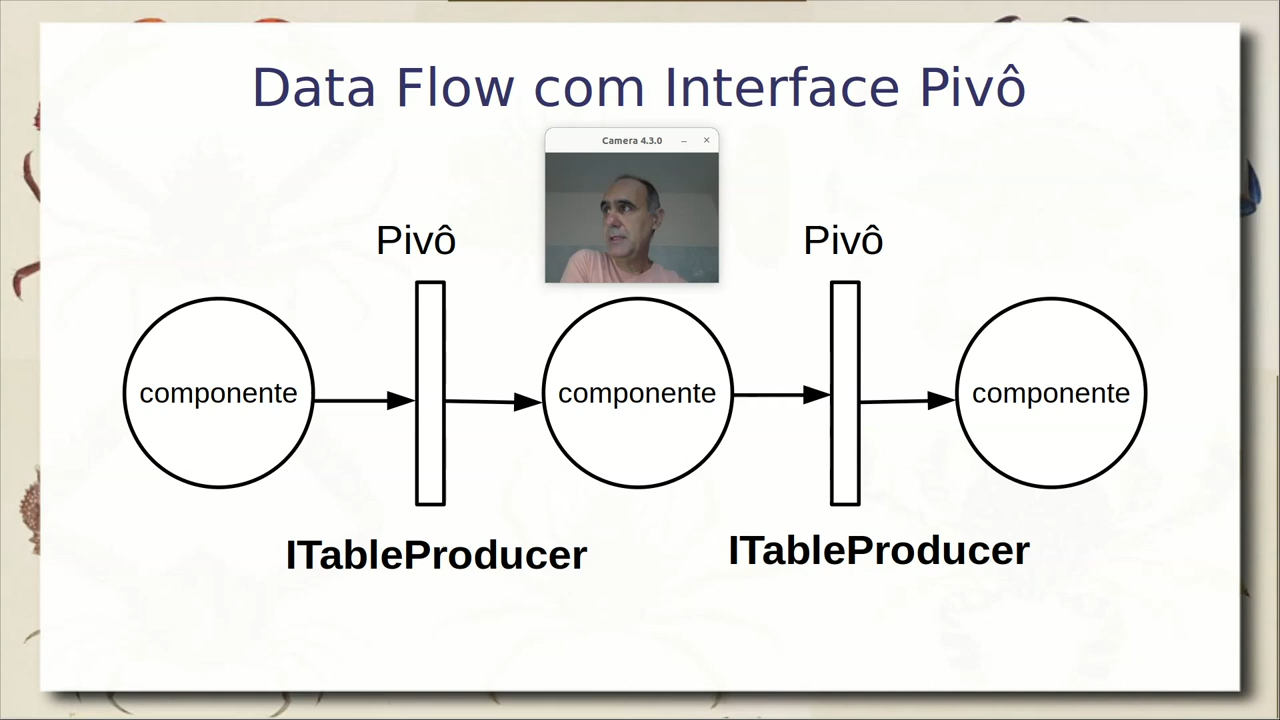 Data Flow com Interface Pivô
Camera 4.3.0
Pivô
Pivô
componente
componente
componente
ITableProducer
ITableProducer